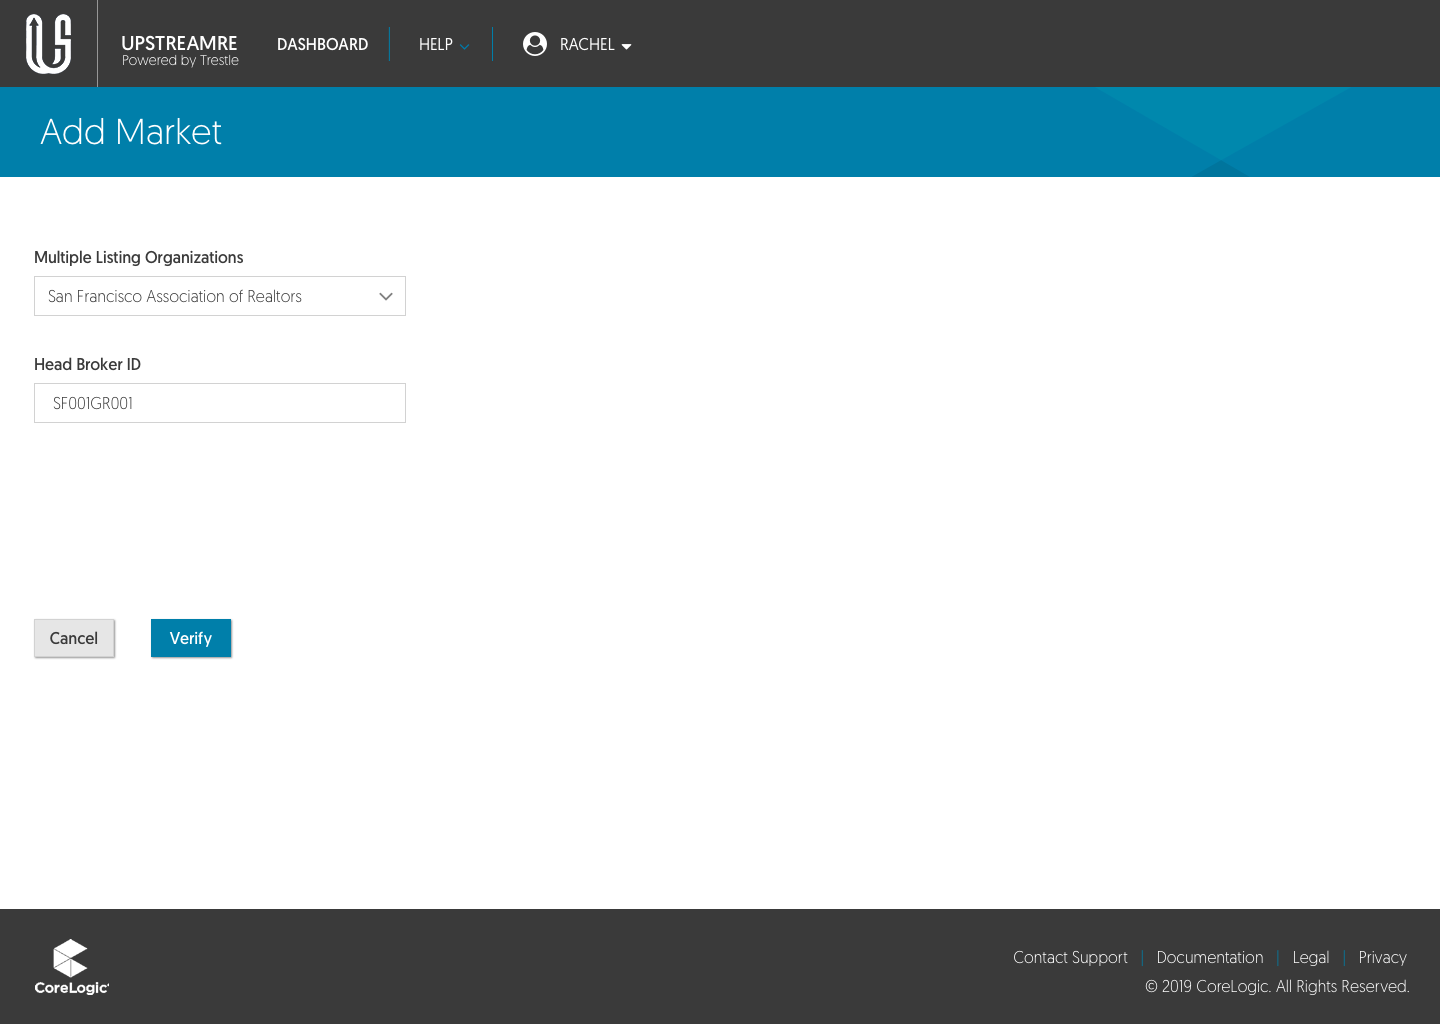 UPSTREAMRE
Powered by Trestle
DASHBOARD
HELP
RACHEL
Add Market
Multiple Listing Organizations
San Francisco Association of Realtors
Head Broker ID
SF001GR001
Cancel
Verify
CoreLogic
Contact Support | Documentation | Legal | Privacy
© 2019 CoreLogic. All Rights Reserved.